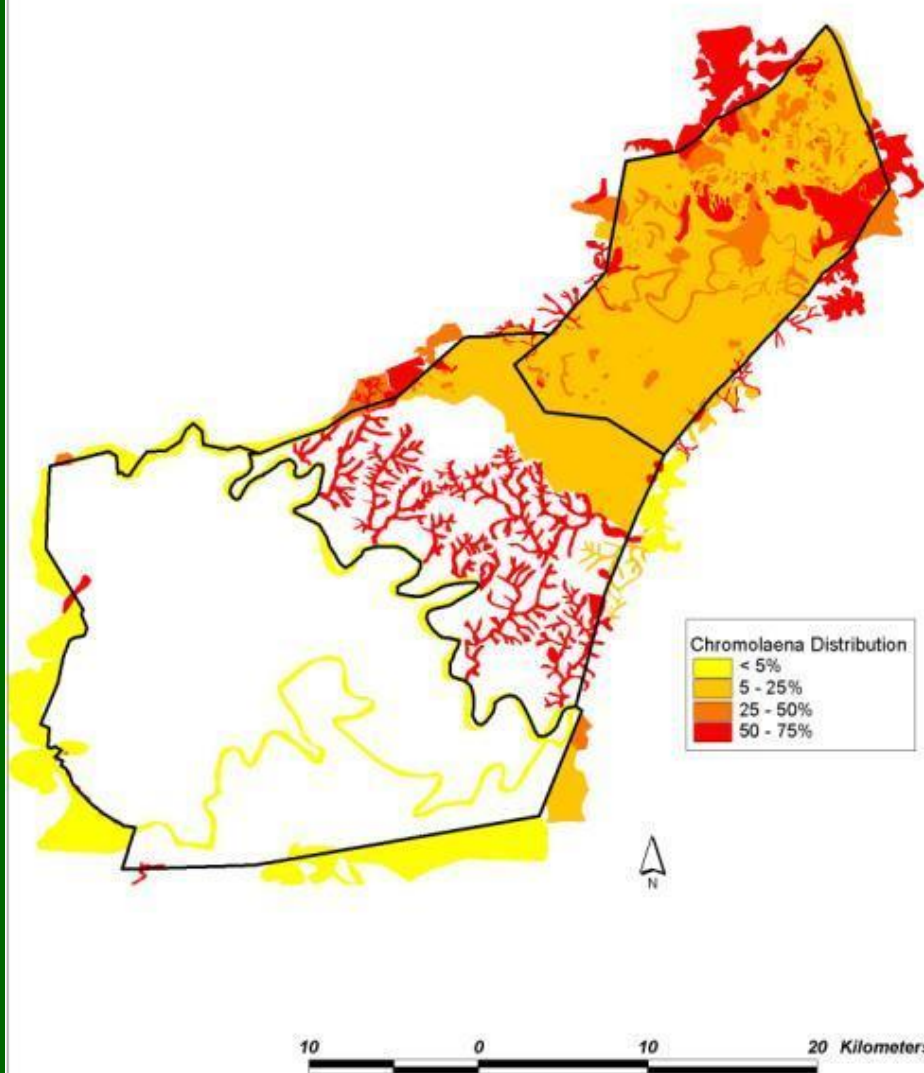 Chromolaena Distribution
< 5%
5 - 25%
25 - 50%
50 - 75%
N
10 0 10 20 Kilometers